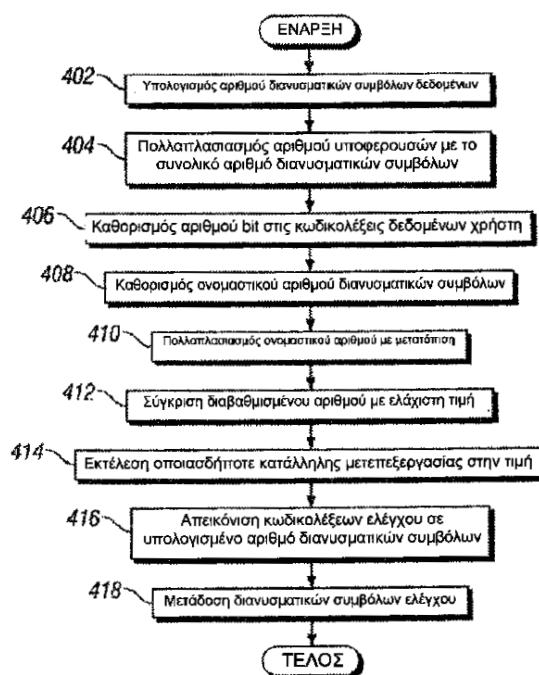 ΕΝΑΡΞΗ
402
Υπολογισμός αριθμού διανυσματικών συμβόλων δεδομένων
404
Πολλαπλασιασμός αριθμού υποφερουσών με το
συνολικό αριθμό διανυσματικών συμβόλων
406
Καθορισμός αριθμού bit στις κωδικολέξεις δεδομένων χρήστη
408
Καθορισμός ονομαστικού αριθμού διανυσματικών συμβόλων
410
Πολλαπλασιασμός ονομαστικού αριθμού με μετατόπιση
412
Σύγκριση διαβαθμισμένου αριθμού με ελάχιστη τιμή
414
Εκτέλεση οποιασδήποτε κατάλληλης μετεπεξεργασίας στην τιμή
416
Απεικόνιση κωδικολέξεων ελέγχου σε
υπολογισμένο αριθμό διανυσματικών συμβόλων
418
Μετάδοση διανυσματικών συμβόλων ελέγχου
ΤΕΛΟΣ